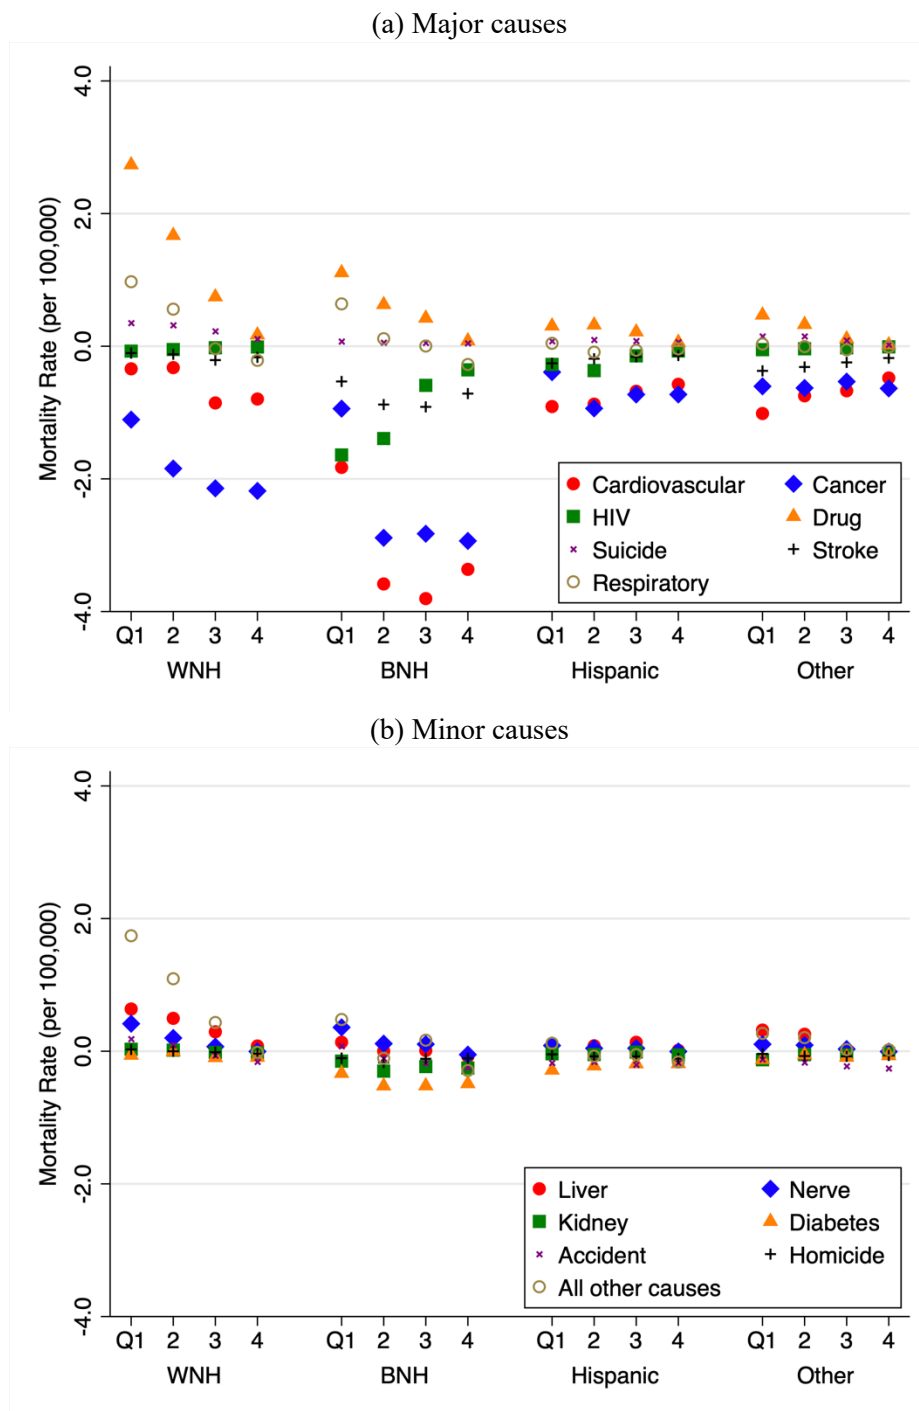 (a) Major causes
4.0
2.0
0.0
-2.0
-4.0
Mortality Rate (per 100,000)
Cardiovascular Cancer
HIV Drug
Suicide Stroke
Respiratory
Q1 2 3 4 Q1 2 3 4 Q1 2 3 4 Q1 2 3 4
WNH BNH Hispanic Other
(b) Minor causes
4.0
2.0
0.0
-2.0
-4.0
Mortality Rate (per 100,000)
Liver Nerve
Kidney Diabetes
Accident Homicide
All other causes
Q1 2 3 4 Q1 2 3 4 Q1 2 3 4 Q1 2 3 4
WNH BNH Hispanic Other